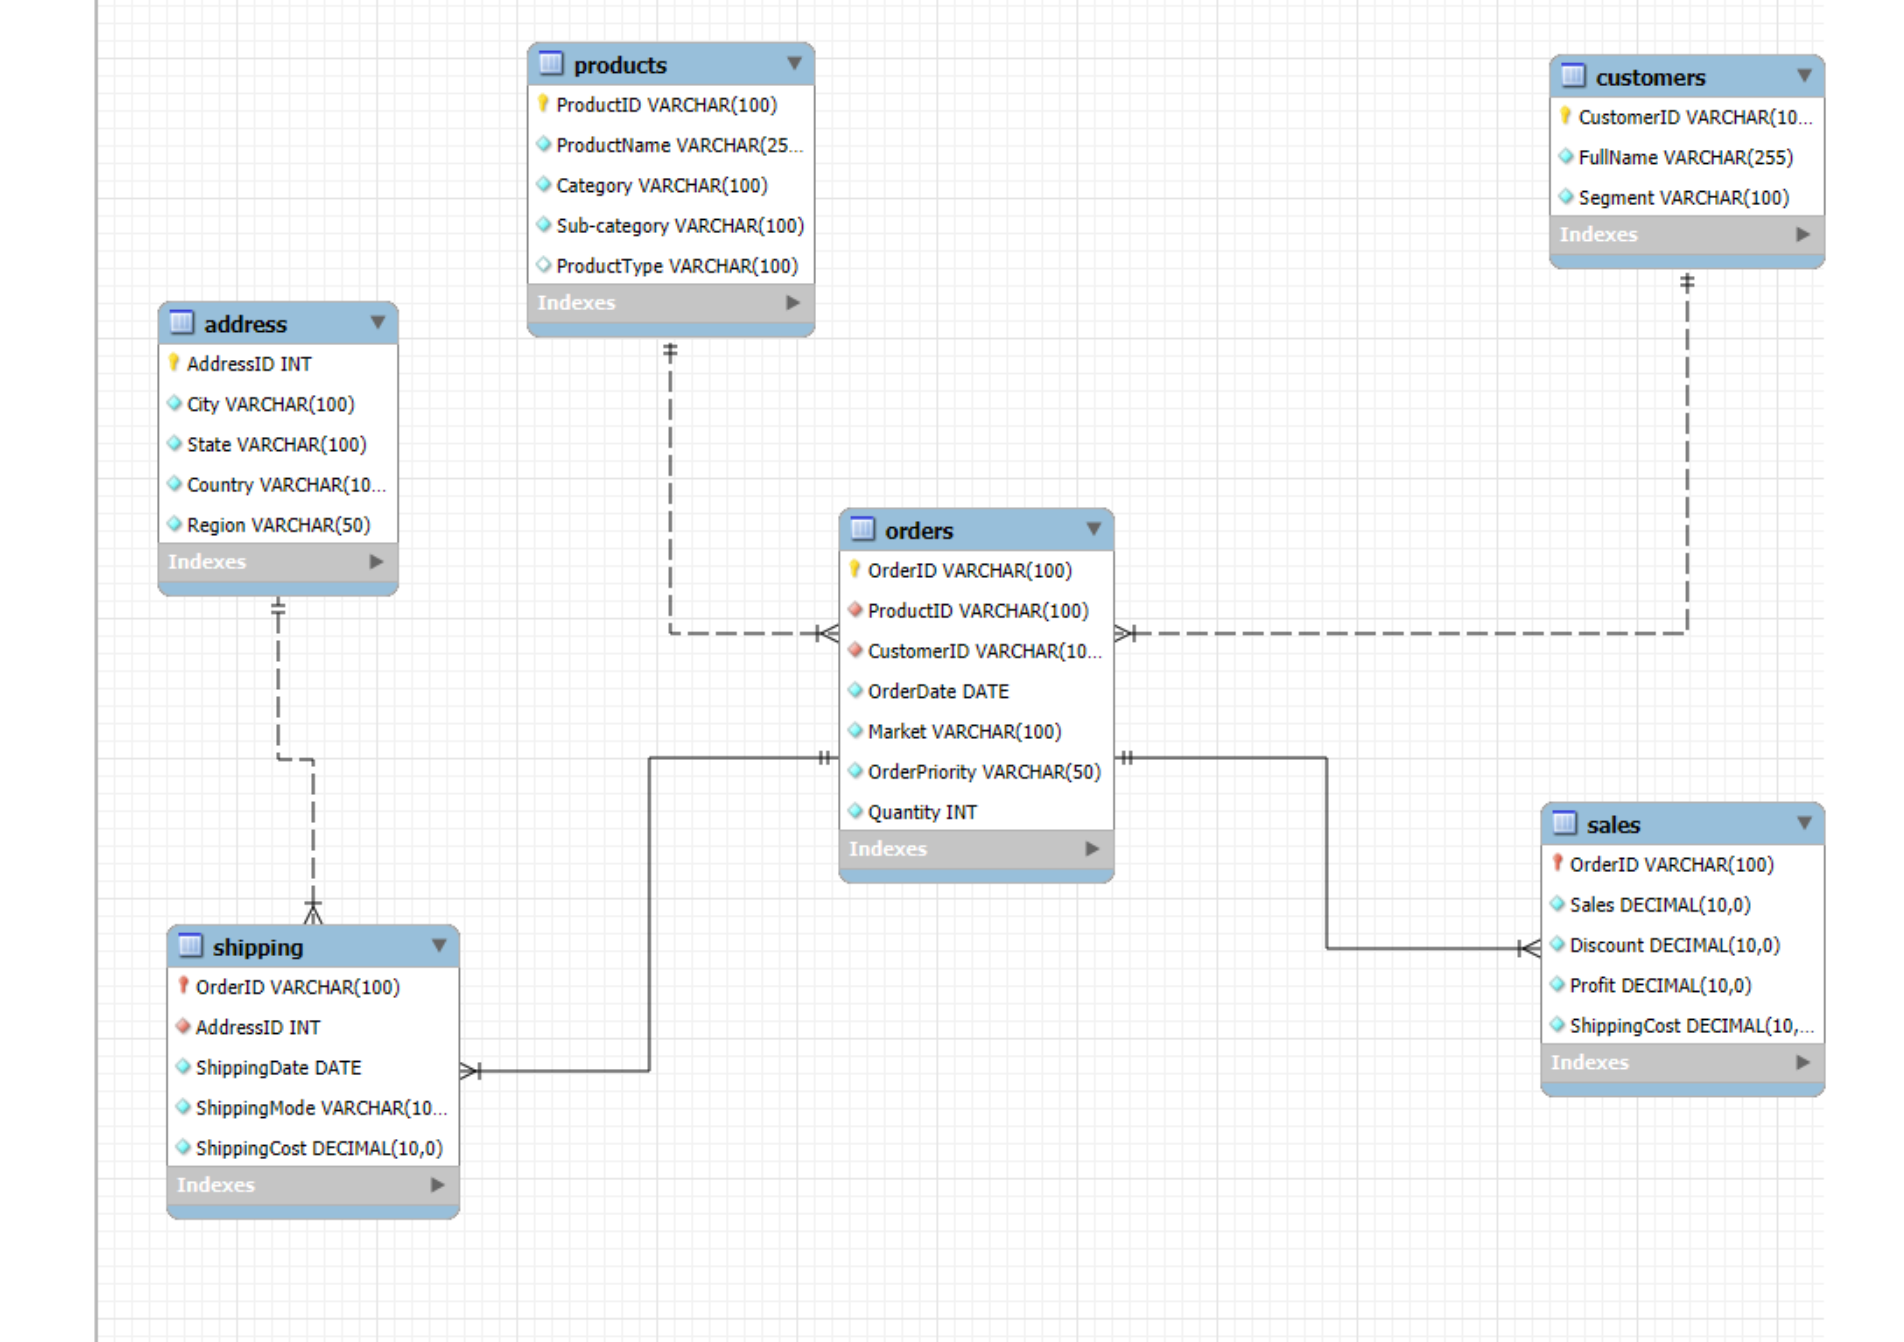 products
ProductID VARCHAR(100)
ProductName VARCHAR(25...
Category VARCHAR(100)
Sub-category VARCHAR(100)
ProductType VARCHAR(100)
Indexes
customers
CustomerID VARCHAR(10...
FullName VARCHAR(255)
Segment VARCHAR(100)
Indexes
address
AddressID INT
City VARCHAR(100)
State VARCHAR(100)
Country VARCHAR(10...
Region VARCHAR(50)
Indexes
orders
OrderID VARCHAR(100)
ProductID VARCHAR(100)
CustomerID VARCHAR(10...
OrderDate DATE
Market VARCHAR(100)
OrderPriority VARCHAR(50)
Quantity INT
Indexes
sales
OrderID VARCHAR(100)
Sales DECIMAL(10,0)
Discount DECIMAL(10,0)
Profit DECIMAL(10,0)
ShippingCost DECIMAL(10,...
Indexes
shipping
OrderID VARCHAR(100)
AddressID INT
ShippingDate DATE
ShippingMode VARCHAR(10...
ShippingCost DECIMAL(10,0)
Indexes